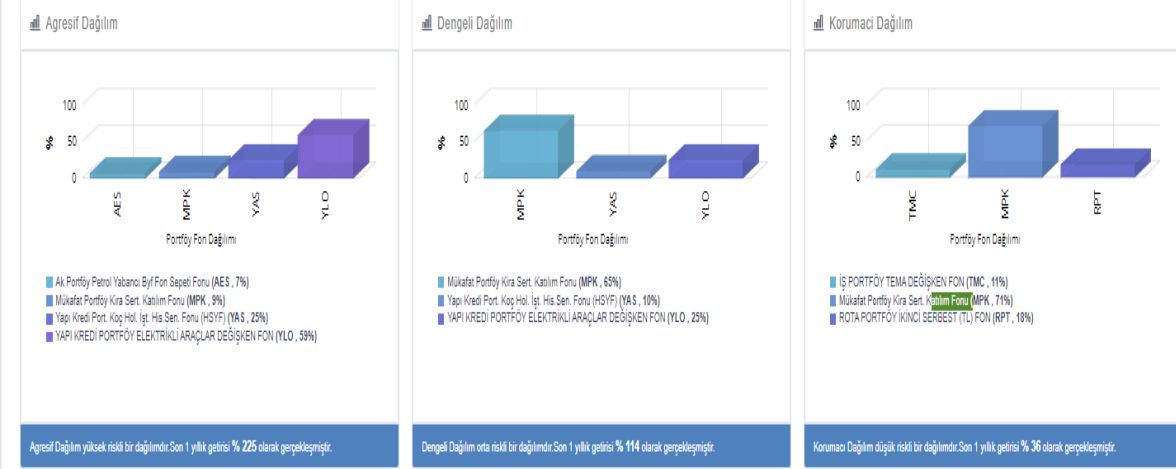 Agresif Dağılım
100
50
0
%
AES
MPK
YAS
YLO
Portföy Fon Dağılımı
Ak Portföy Petrol Yabancı Byf Fon Sepeti Fonu (AES , 7%)
Mükafat Portföy Kira Sert. Katılım Fonu (MPK , 9%)
Yapı Kredi Port. Koç Hol. İşt. His.Sen. Fonu (HSYF) (YAS , 25%)
YAPI KREDİ PORTFÖY ELEKTRİKLİ ARAÇLAR DEĞİŞKEN FON (YLO , 59%)
Agresif Dağılım yüksek riskli bir dağılımdır.Son 1 yıllık getirisi % 225 olarak gerçekleşmiştir.
Dengeli Dağılım
100
50
0
%
MPK
YAS
YLO
Portföy Fon Dağılımı
Mükafat Portföy Kira Sert. Katılım Fonu (MPK , 65%)
Yapı Kredi Port. Koç Hol. İşt. His.Sen. Fonu (HSYF) (YAS , 10%)
YAPI KREDİ PORTFÖY ELEKTRİKLİ ARAÇLAR DEĞİŞKEN FON (YLO , 25%)
Dengeli Dağılım orta riskli bir dağılımdır.Son 1 yıllık getirisi % 114 olarak gerçekleşmiştir.
Korumaci Dağılım
100
50
0
%
TMC
MPK
RPT
Portföy Fon Dağılımı
İŞ PORTFÖY TEMA DEĞİŞKEN FON (TMC , 11%)
Mükafat Portföy Kira Sert. Katılım Fonu (MPK , 71%)
ROTA PORTFÖY İKİNCİ SERBEST (TL) FON (RPT , 18%)
Korumacı Dağılım düşük riskli bir dağılımdır.Son 1 yıllık getirisi % 36 olarak gerçekleşmiştir.